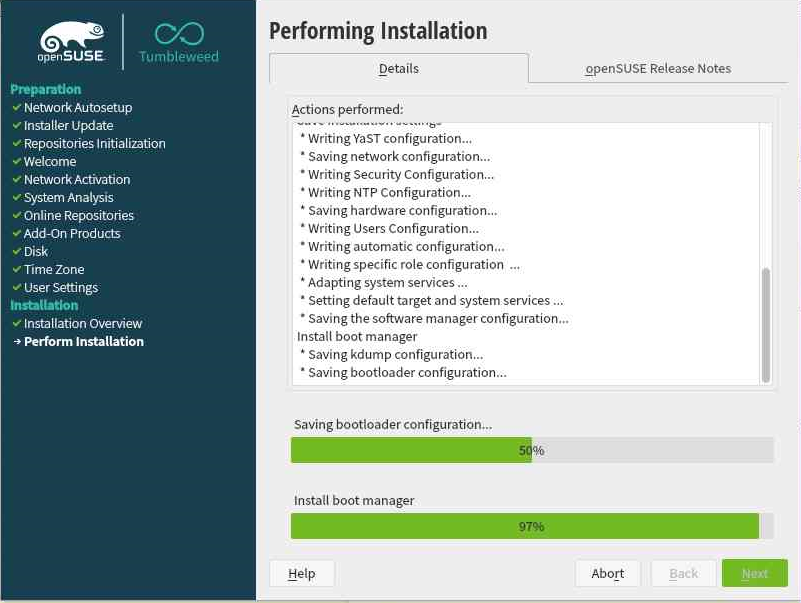 openSUSE
Tumbleweed
Preparation
Network Autosetup
Installer Update
Repositories Initialization
Welcome
Network Activation
System Analysis
Online Repositories
Add-On Products
Disk
Time Zone
User Settings
Installation
Installation Overview
Perform Installation
Performing Installation
Details
openSUSE Release Notes
Actions performed:
Save installation settings
* Writing YaST configuration...
* Saving network configuration...
* Writing Security Configuration...
* Writing NTP Configuration...
* Saving hardware configuration...
* Writing Users Configuration...
* Writing automatic configuration...
* Writing specific role configuration ...
* Adapting system services ...
* Setting default target and system services ...
* Saving the software manager configuration...
Install boot manager
* Saving kdump configuration...
* Saving bootloader configuration...
Saving bootloader configuration...
50%
Install boot manager
97%
Help
Abort
Back
Next